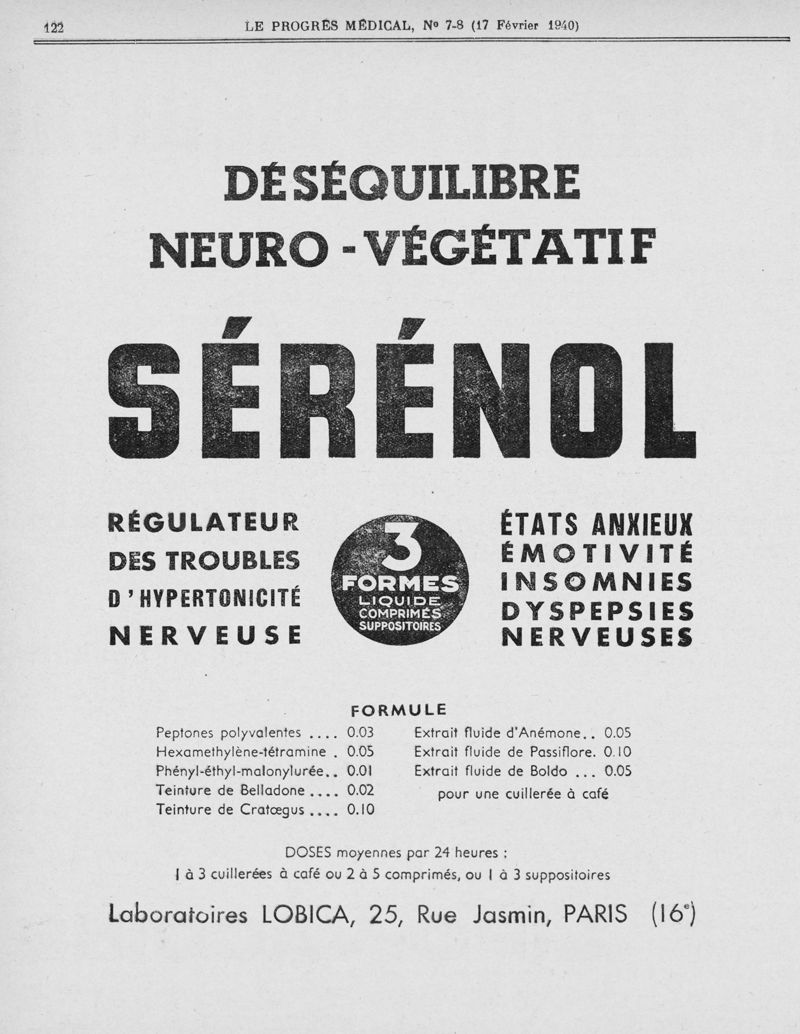 122
LE PROGRÈS MÉDICAL, Nº 7-8 (17 Février 1940)
DÉSÉQUILIBRE
NEURO - VÉGÉTATIF
SÉRÉNOL
RÉGULATEUR
DES TROUBLES
D'HYPERTONICITÉ
NERVEUSE
3
FORMES
LIQUIDE
COMPRIMÉS
SUPPOSITOIRES
ÉTATS ANXIEUX
ÉMOTIVITÉ
INSOMNIES
DYSPEPSIES
NERVEUSES
FORMULE
Peptones polyvalentes .... 0.03
Hexamethylène-tétramine . 0.05
Phényl-éthyl-malonylurée.. 0.01
Teinture de Belladone .... 0.02
Teinture de Cratœgus .... 0.10
Extrait fluide d'Anémone.. 0.05
Extrait fluide de Passiflore. 0.10
Extrait fluide de Boldo ... 0.05
pour une cuillerée à café
DOSES moyennes par 24 heures :
1 à 3 cuillerées à café ou 2 à 5 comprimés, ou 1 à 3 suppositoires
Laboratoires LOBICA, 25, Rue Jasmin, PARIS (16e)